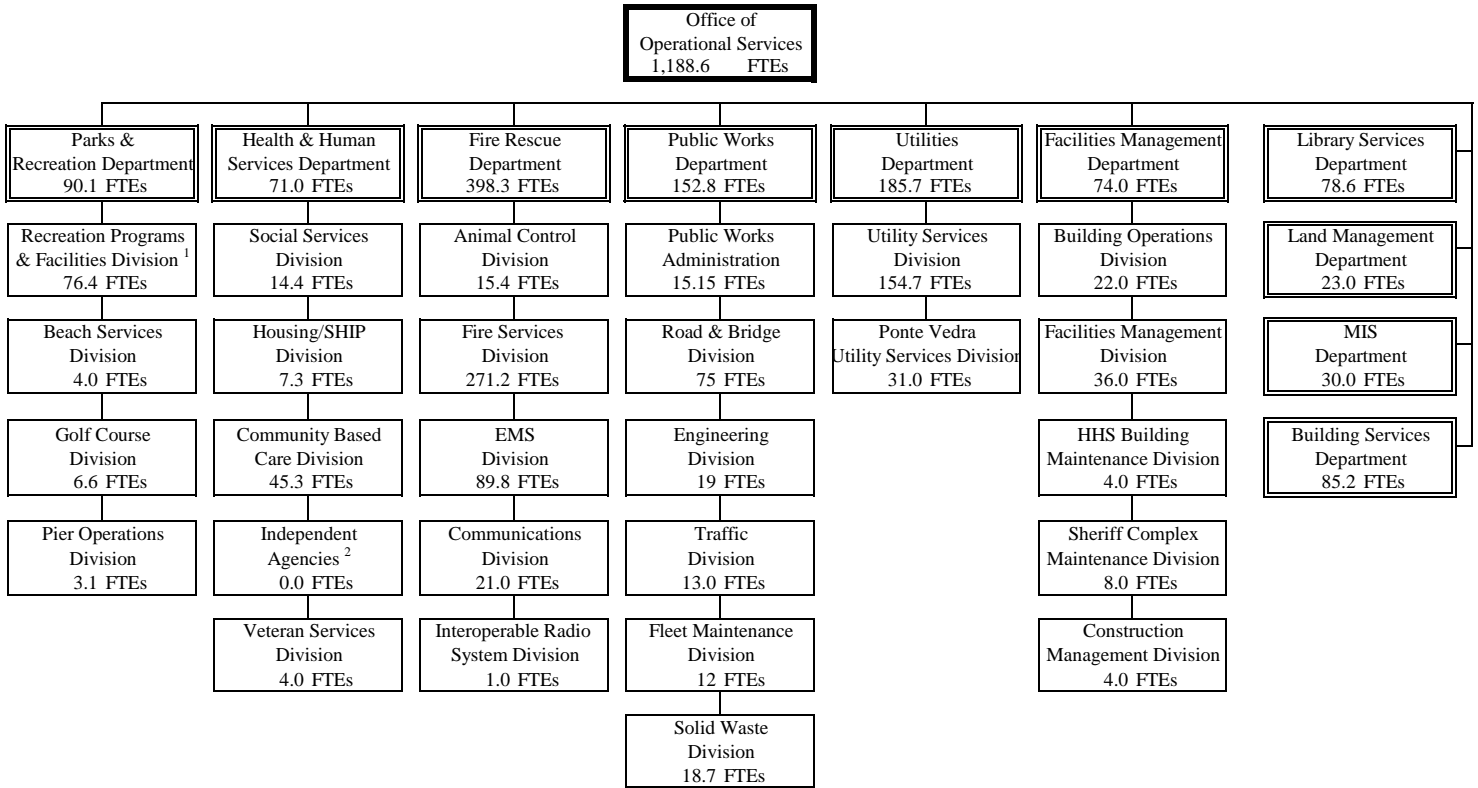 Office of
Operational Services
1,188.6 FTEs
Parks &
Recreation Department
90.1 FTEs
Health & Human
Services Department
71.0 FTEs
Fire Rescue
Department
398.3 FTEs
Public Works
Department
152.8 FTEs
Utilities
Department
185.7 FTEs
Facilities Management
Department
74.0 FTEs
Library Services
Department
78.6 FTEs
Recreation Programs
& Facilities Division 1
76.4 FTEs
Social Services
Division
14.4 FTEs
Animal Control
Division
15.4 FTEs
Public Works
Administration
15.15 FTEs
Utility Services
Division
154.7 FTEs
Building Operations
Division
22.0 FTEs
Land Management
Department
23.0 FTEs
Beach Services
Division
4.0 FTEs
Housing/SHIP
Division
7.3 FTEs
Fire Services
Division
271.2 FTEs
Road & Bridge
Division
75 FTEs
Ponte Vedra
Utility Services Division
31.0 FTEs
Facilities Management
Division
36.0 FTEs
MIS
Department
30.0 FTEs
Golf Course
Division
6.6 FTEs
Community Based
Care Division
45.3 FTEs
EMS
Division
89.8 FTEs
Engineering
Division
19 FTEs
HHS Building
Maintenance Division
4.0 FTEs
Building Services
Department
85.2 FTEs
Pier Operations
Division
3.1 FTEs
Independent
Agencies 2
0.0 FTEs
Communications
Division
21.0 FTEs
Traffic
Division
13.0 FTEs
Sheriff Complex
Maintenance Division
8.0 FTEs
Veteran Services
Division
4.0 FTEs
Interoperable Radio
System Division
1.0 FTEs
Fleet Maintenance
Division
12 FTEs
Construction
Management Division
4.0 FTEs
Solid Waste
Division
18.7 FTEs